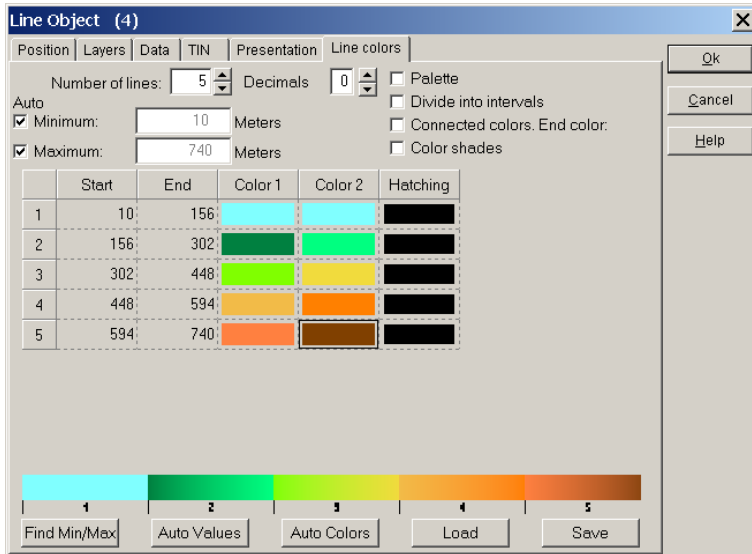 Line Object (4)
Position Layers Data TIN Presentation Line colors
Number of lines: 5 Decimals 0
Palette
Divide into intervals
Connected colors. End color:
Color shades
Auto
Minimum: 10 Meters
Maximum: 740 Meters
Ok
Cancel
Help
Start End Color 1 Color 2 Hatching
1 10 156
2 156 302
3 302 448
4 448 594
5 594 740
1 2 3 4 5
Find Min/Max Auto Values Auto Colors Load Save